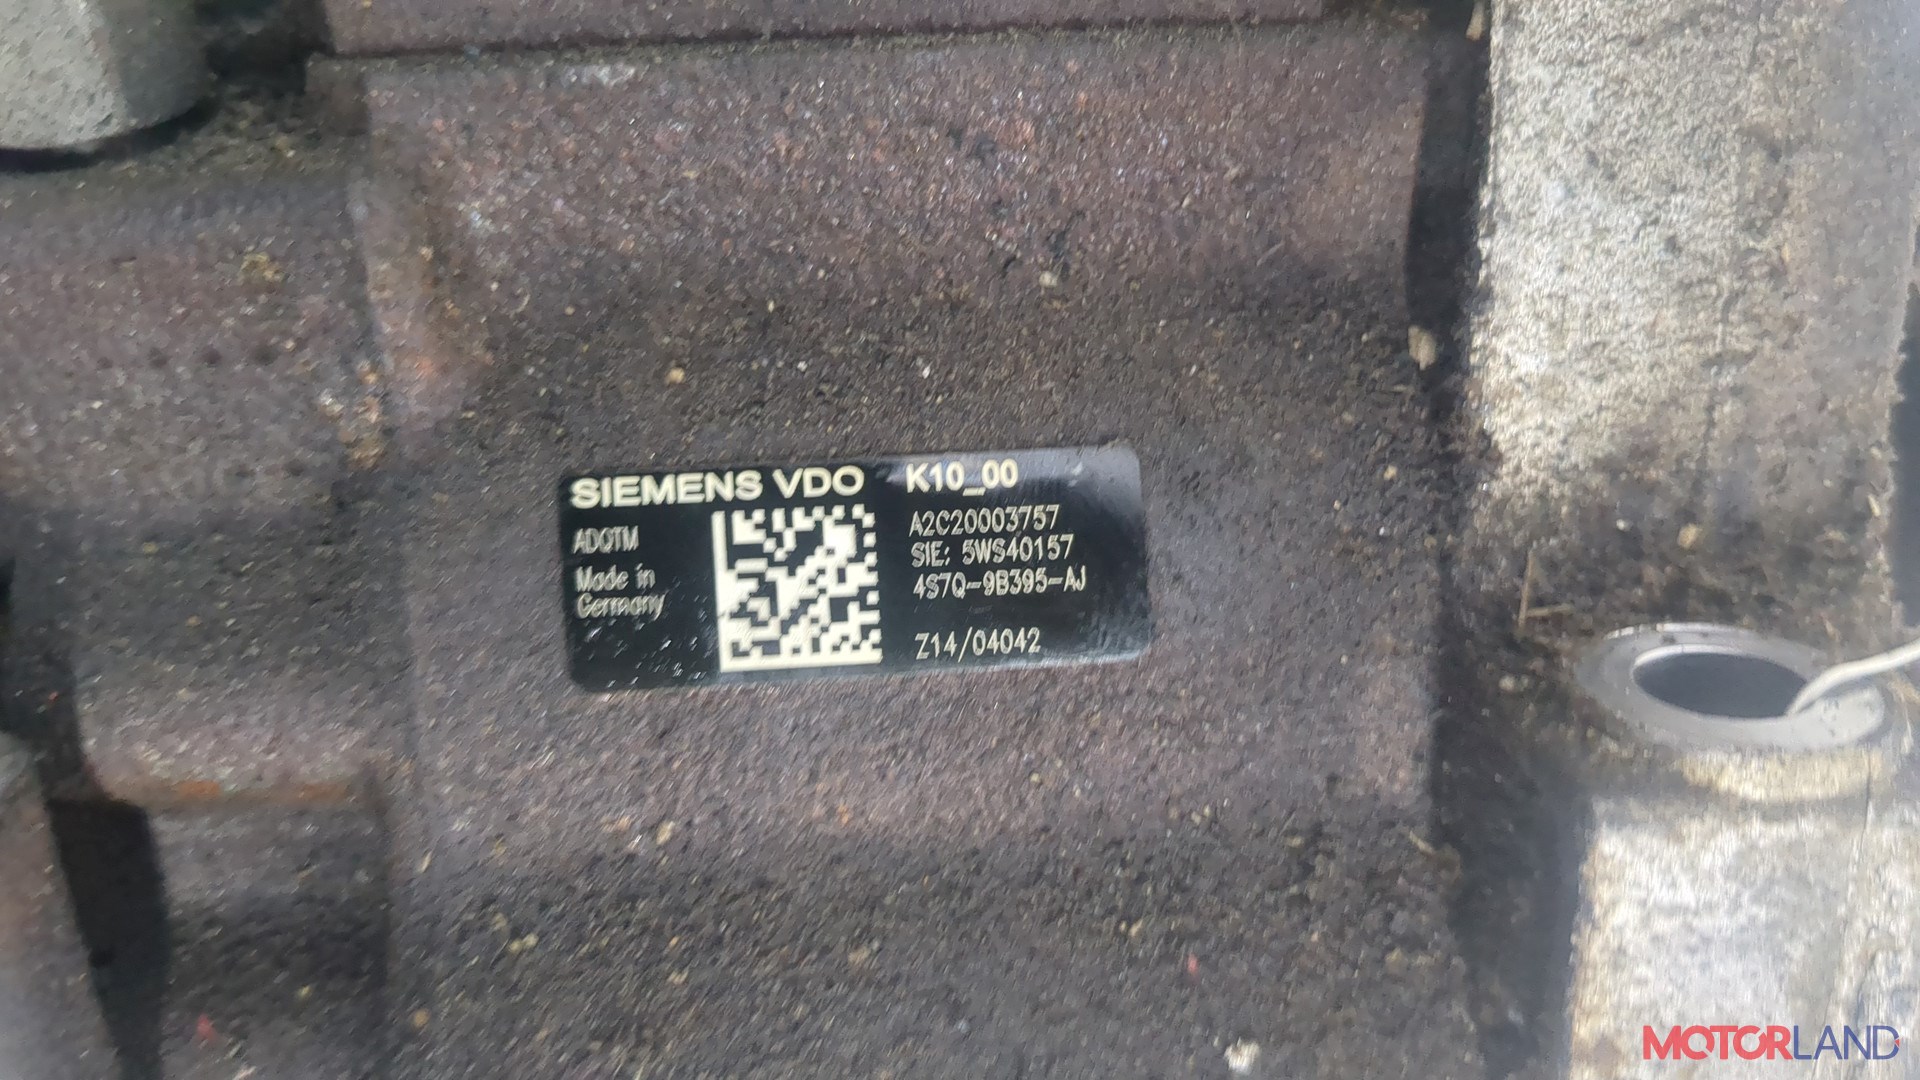 SIEMENS VDO K10_00
ADQTM
Made in
Germany
A2C20003757
SIE: 5WS40157
4S7Q-9B395-AJ
Z14/04042
MOTORLAND